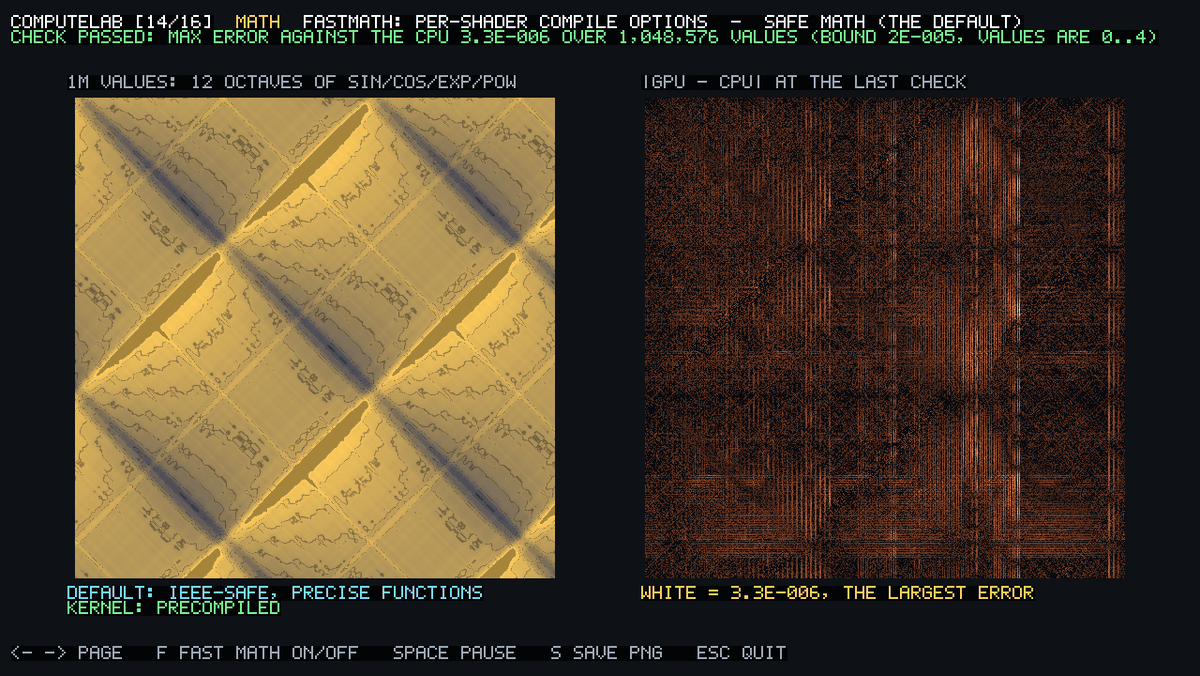 COMPUTELAB [14/16]  MATH  FASTMATH: PER-SHADER COMPILE OPTIONS  -  SAFE MATH (THE DEFAULT)
CHECK PASSED: MAX ERROR AGAINST THE CPU 3.3E-006 OVER 1,048,576 VALUES (BOUND 2E-005, VALUES ARE 0..4)
1M VALUES: 12 OCTAVES OF SIN/COS/EXP/POW
|GPU - CPU| AT THE LAST CHECK
DEFAULT: IEEE-SAFE, PRECISE FUNCTIONS
KERNEL: PRECOMPILED
WHITE = 3.3E-006, THE LARGEST ERROR
<- -> PAGE   F FAST MATH ON/OFF   SPACE PAUSE   S SAVE PNG   ESC QUIT